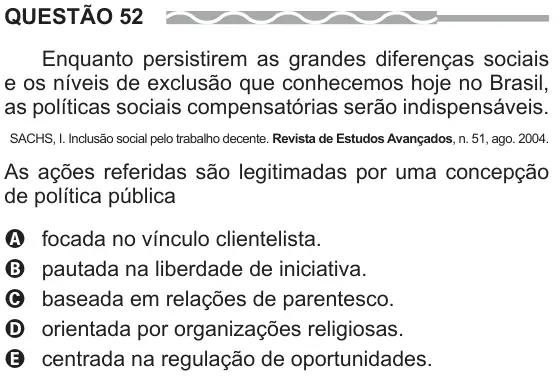 QUESTÃO 52
Enquanto persistirem as grandes diferenças sociais
e os níveis de exclusão que conhecemos hoje no Brasil,
as políticas sociais compensatórias serão indispensáveis.
SACHS, I. Inclusão social pelo trabalho decente. Revista de Estudos Avançados, n. 51, ago. 2004.
As ações referidas são legitimadas por uma concepção
de política pública
A focada no vínculo clientelista.
B pautada na liberdade de iniciativa.
C baseada em relações de parentesco.
D orientada por organizações religiosas.
E centrada na regulação de oportunidades.